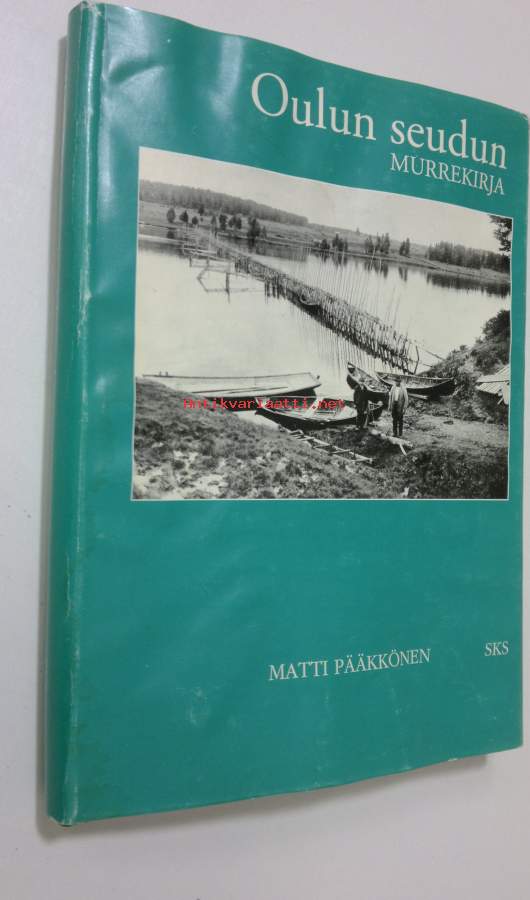 Oulun seudun
MURREKIRJA
Antikvariaatti.net
MATTI PÄÄKKÖNEN
SKS